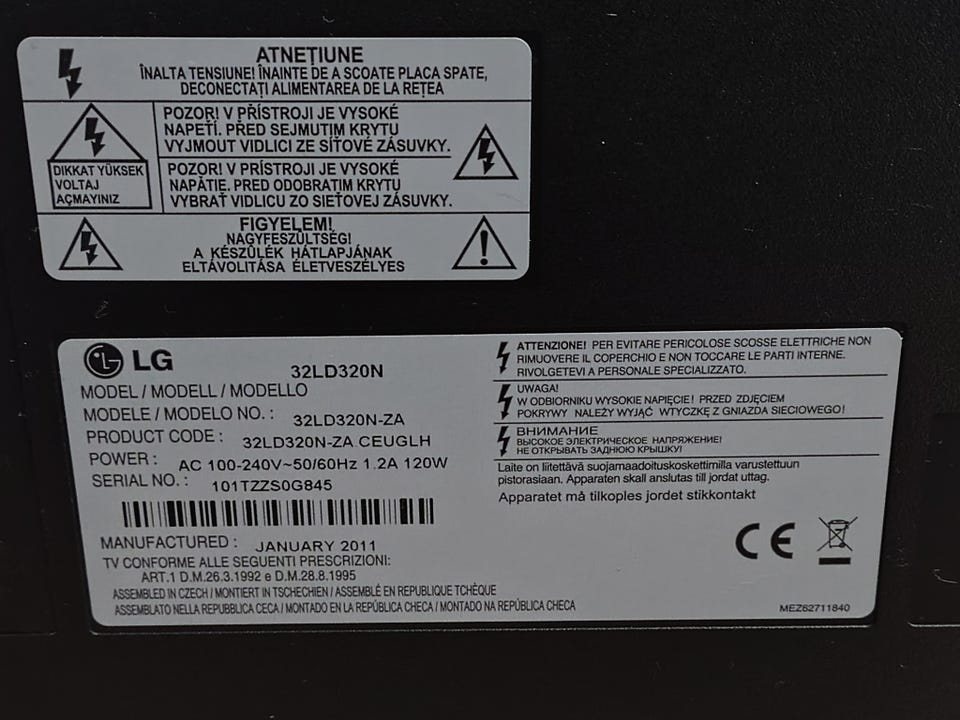 ATNEȚIUNE
ÎNALTA TENSIUNE! ÎNAINTE DE A SCOATE PLACA SPATE,
DECONECTAȚI ALIMENTAREA DE LA REȚEA
POZOR! V PŘÍSTROJI JE VYSOKÉ
NAPETÍ. PŘED SEJMUTIM KRYTU
VYJMOUT VIDLICI ZE SÍTOVÉ ZÁSUVKY.
DIKKAT YÜKSEK
VOLTAJ
AÇMAYINIZ
POZOR! V PRÍSTROJI JE VYSOKÉ
NAPÄTIE. PRED ODOBRATIM KRYTU
VYBRAŤ VIDLICU ZO SIEŤOVEJ ZÁSUVKY.
FIGYELEM!
NAGYFESZÜLTSÉG!
A KÉSZÜLÉK HÁTLAPJÁNAK
ELTÁVOLITÁSA ÉLETVESZÉLYES
LG
32LD320N
MODEL / MODELL / MODELLO
MODELE / MODELO NO. : 32LD320N-ZA
PRODUCT CODE : 32LD320N-ZA.CEUGLH
POWER : AC 100-240V~50/60Hz 1.2A 120W
SERIAL NO. : 101TZZS0G845
MANUFACTURED : JANUARY 2011
TV CONFORME ALLE SEGUENTI PRESCRIZIONI:
ART.1 D.M.26.3.1992 e D.M.28.8.1995
ASSEMBLED IN CZECH / MONTIERT IN TSCHECHIEN / ASSEMBLÉ EN REPUBLIQUE TCHÈQUE
ASSEMBLATO NELLA REPUBBLICA CECA / MONTADO EN LA REPÚBLICA CHECA / MONTADO NA REPÚBLICA CHECA
ATTENZIONE! PER EVITARE PERICOLOSE SCOSSE ELETTRICHE NON
RIMUOVERE IL COPERCHIO E NON TOCCARE LE PARTI INTERNE.
RIVOLGETEVI A PERSONALE SPECIALIZZATO.
UWAGA!
W ODBIORNIKU WYSOKIE NAPIĘCIE! PRZED ZDJĘCIEM
POKRYWY NALEŻY WYJĄĆ WTYCZKĘ Z GNIAZDA SIECIOWEGO!
ВНИМАНИЕ
ВЫСОКОЕ ЭЛЕКТРИЧЕСКОЕ НАПРЯЖЕНИЕ!
НЕ ОТКРЫВАТЬ ЗАДНЮЮ КРЫШКУ!
Laite on liitettävä suojamaadoituskoskettimilla varustettuun
pistorasiaan. Apparaten skall anslutas till jordat uttag.
Apparatet må tilkoples jordet stikkontakt
CE
MEZ62711840